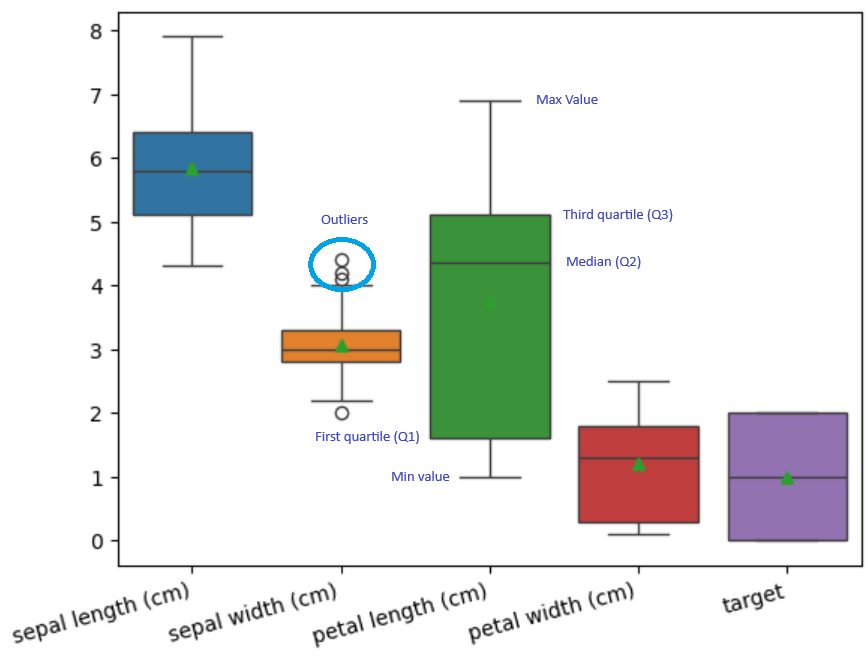 8
7
Max Value
6
Third quartile (Q3)
Outliers
5
Median (Q2)
4
3
2
First quartile (Q1)
Min value
1
0
sepal length (cm)
sepal width (cm)
petal length (cm)
petal width (cm)
target